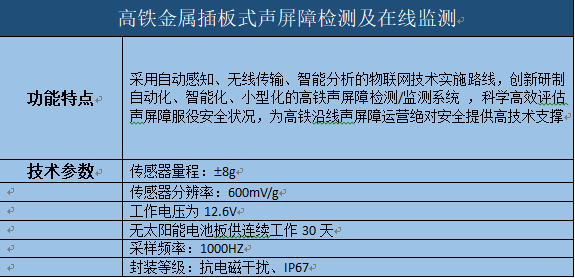 高铁金属插板式声屏障检测及在线监测
功能特点
采用自动感知、无线传输、智能分析的物联网技术实施路线，创新研制
自动化、智能化、小型化的高铁声屏障检测/监测系统 ，科学高效评估
声屏障服役安全状况，为高铁沿线声屏障运营绝对安全提供高技术支撑
技术参数
传感器量程：±8g
传感器分辨率：600mV/g
工作电压为 12.6V
无太阳能电池板供连续工作 30 天
采样频率：1000HZ
封装等级：抗电磁干扰、IP67